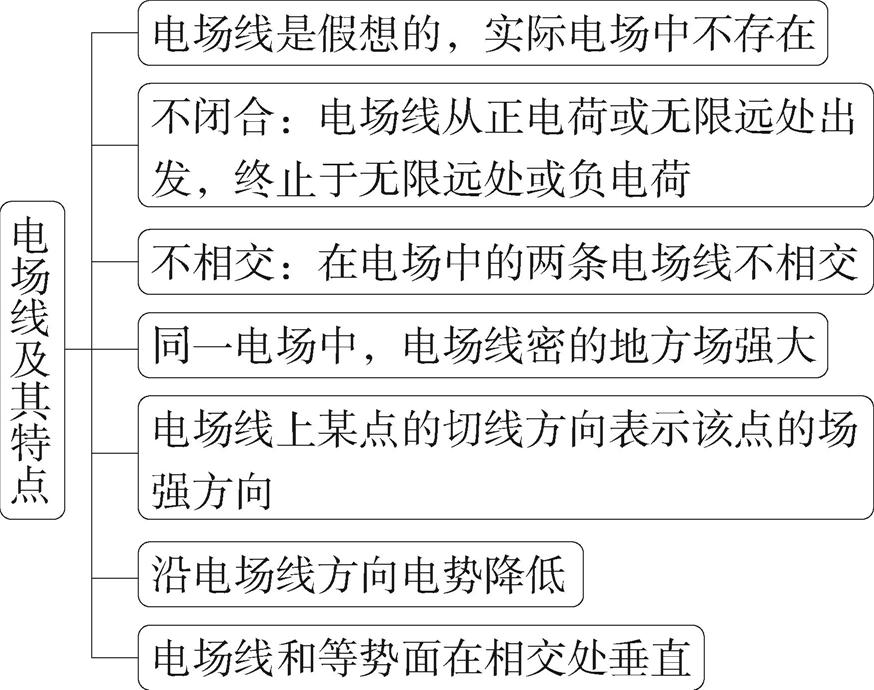 电场线及其特点
电场线是假想的，实际电场中不存在
不闭合：电场线从正电荷或无限远处出
发，终止于无限远处或负电荷
不相交：在电场中的两条电场线不相交
同一电场中，电场线密的地方场强大
电场线上某点的切线方向表示该点的场
强方向
沿电场线方向电势降低
电场线和等势面在相交处垂直